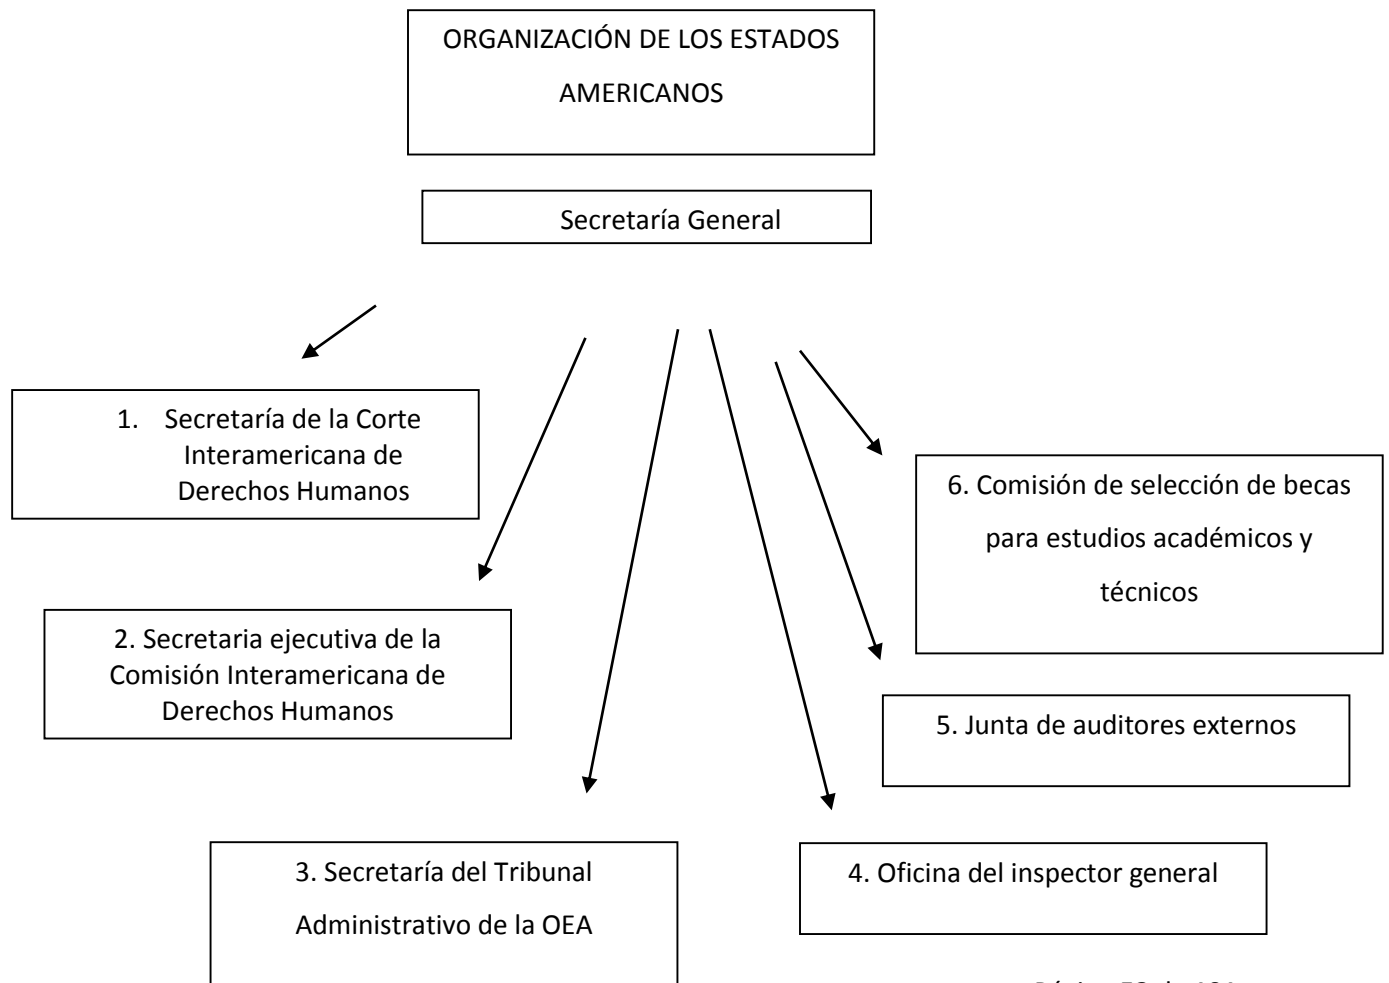 ORGANIZACIÓN DE LOS ESTADOS
AMERICANOS
Secretaría General
1. Secretaría de la Corte
Interamericana de
Derechos Humanos
2. Secretaria ejecutiva de la
Comisión Interamericana de
Derechos Humanos
3. Secretaría del Tribunal
Administrativo de la OEA
4. Oficina del inspector general
5. Junta de auditores externos
6. Comisión de selección de becas
para estudios académicos y
técnicos